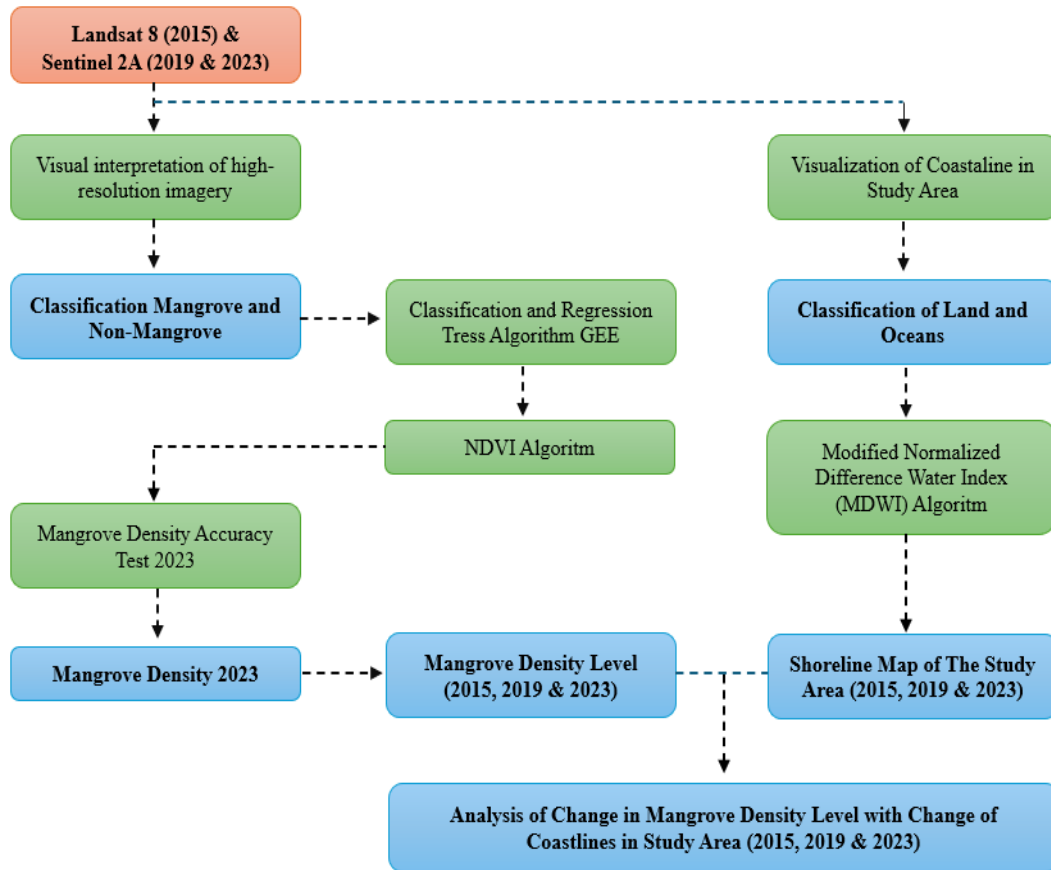 Landsat 8 (2015) &
Sentinel 2A (2019 & 2023)
Visual interpretation of high-
resolution imagery
Visualization of Coastaline in
Study Area
Classification Mangrove and
Non-Mangrove
Classification and Regression
Tress Algorithm GEE
Classification of Land and
Oceans
NDVI Algoritm
Modified Normalized
Difference Water Index
(MDWI) Algoritm
Mangrove Density Accuracy
Test 2023
Mangrove Density 2023
Mangrove Density Level
(2015, 2019 & 2023)
Shoreline Map of The Study
Area (2015, 2019 & 2023)
Analysis of Change in Mangrove Density Level with Change of
Coastlines in Study Area (2015, 2019 & 2023)